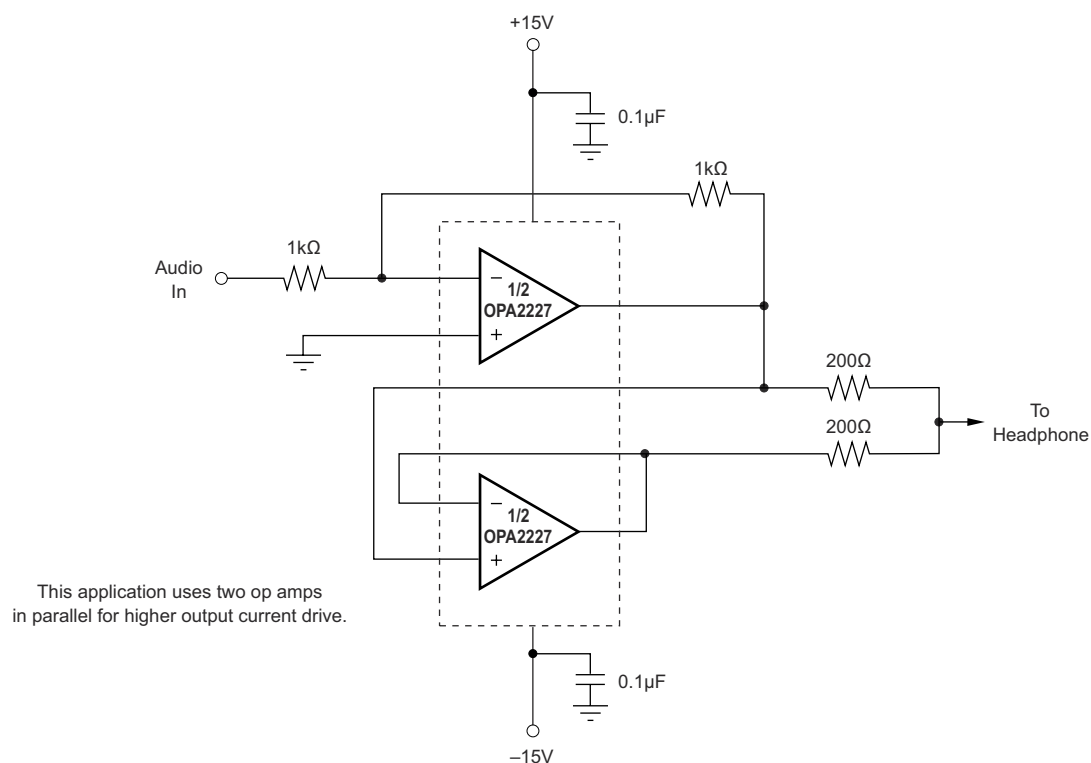 +15V
0.1µF
1kΩ
1kΩ
Audio
In
−
1/2
OPA2227
+
200Ω
200Ω
To
Headphone
−
1/2
OPA2227
+
This application uses two op amps
in parallel for higher output current drive.
0.1µF
–15V